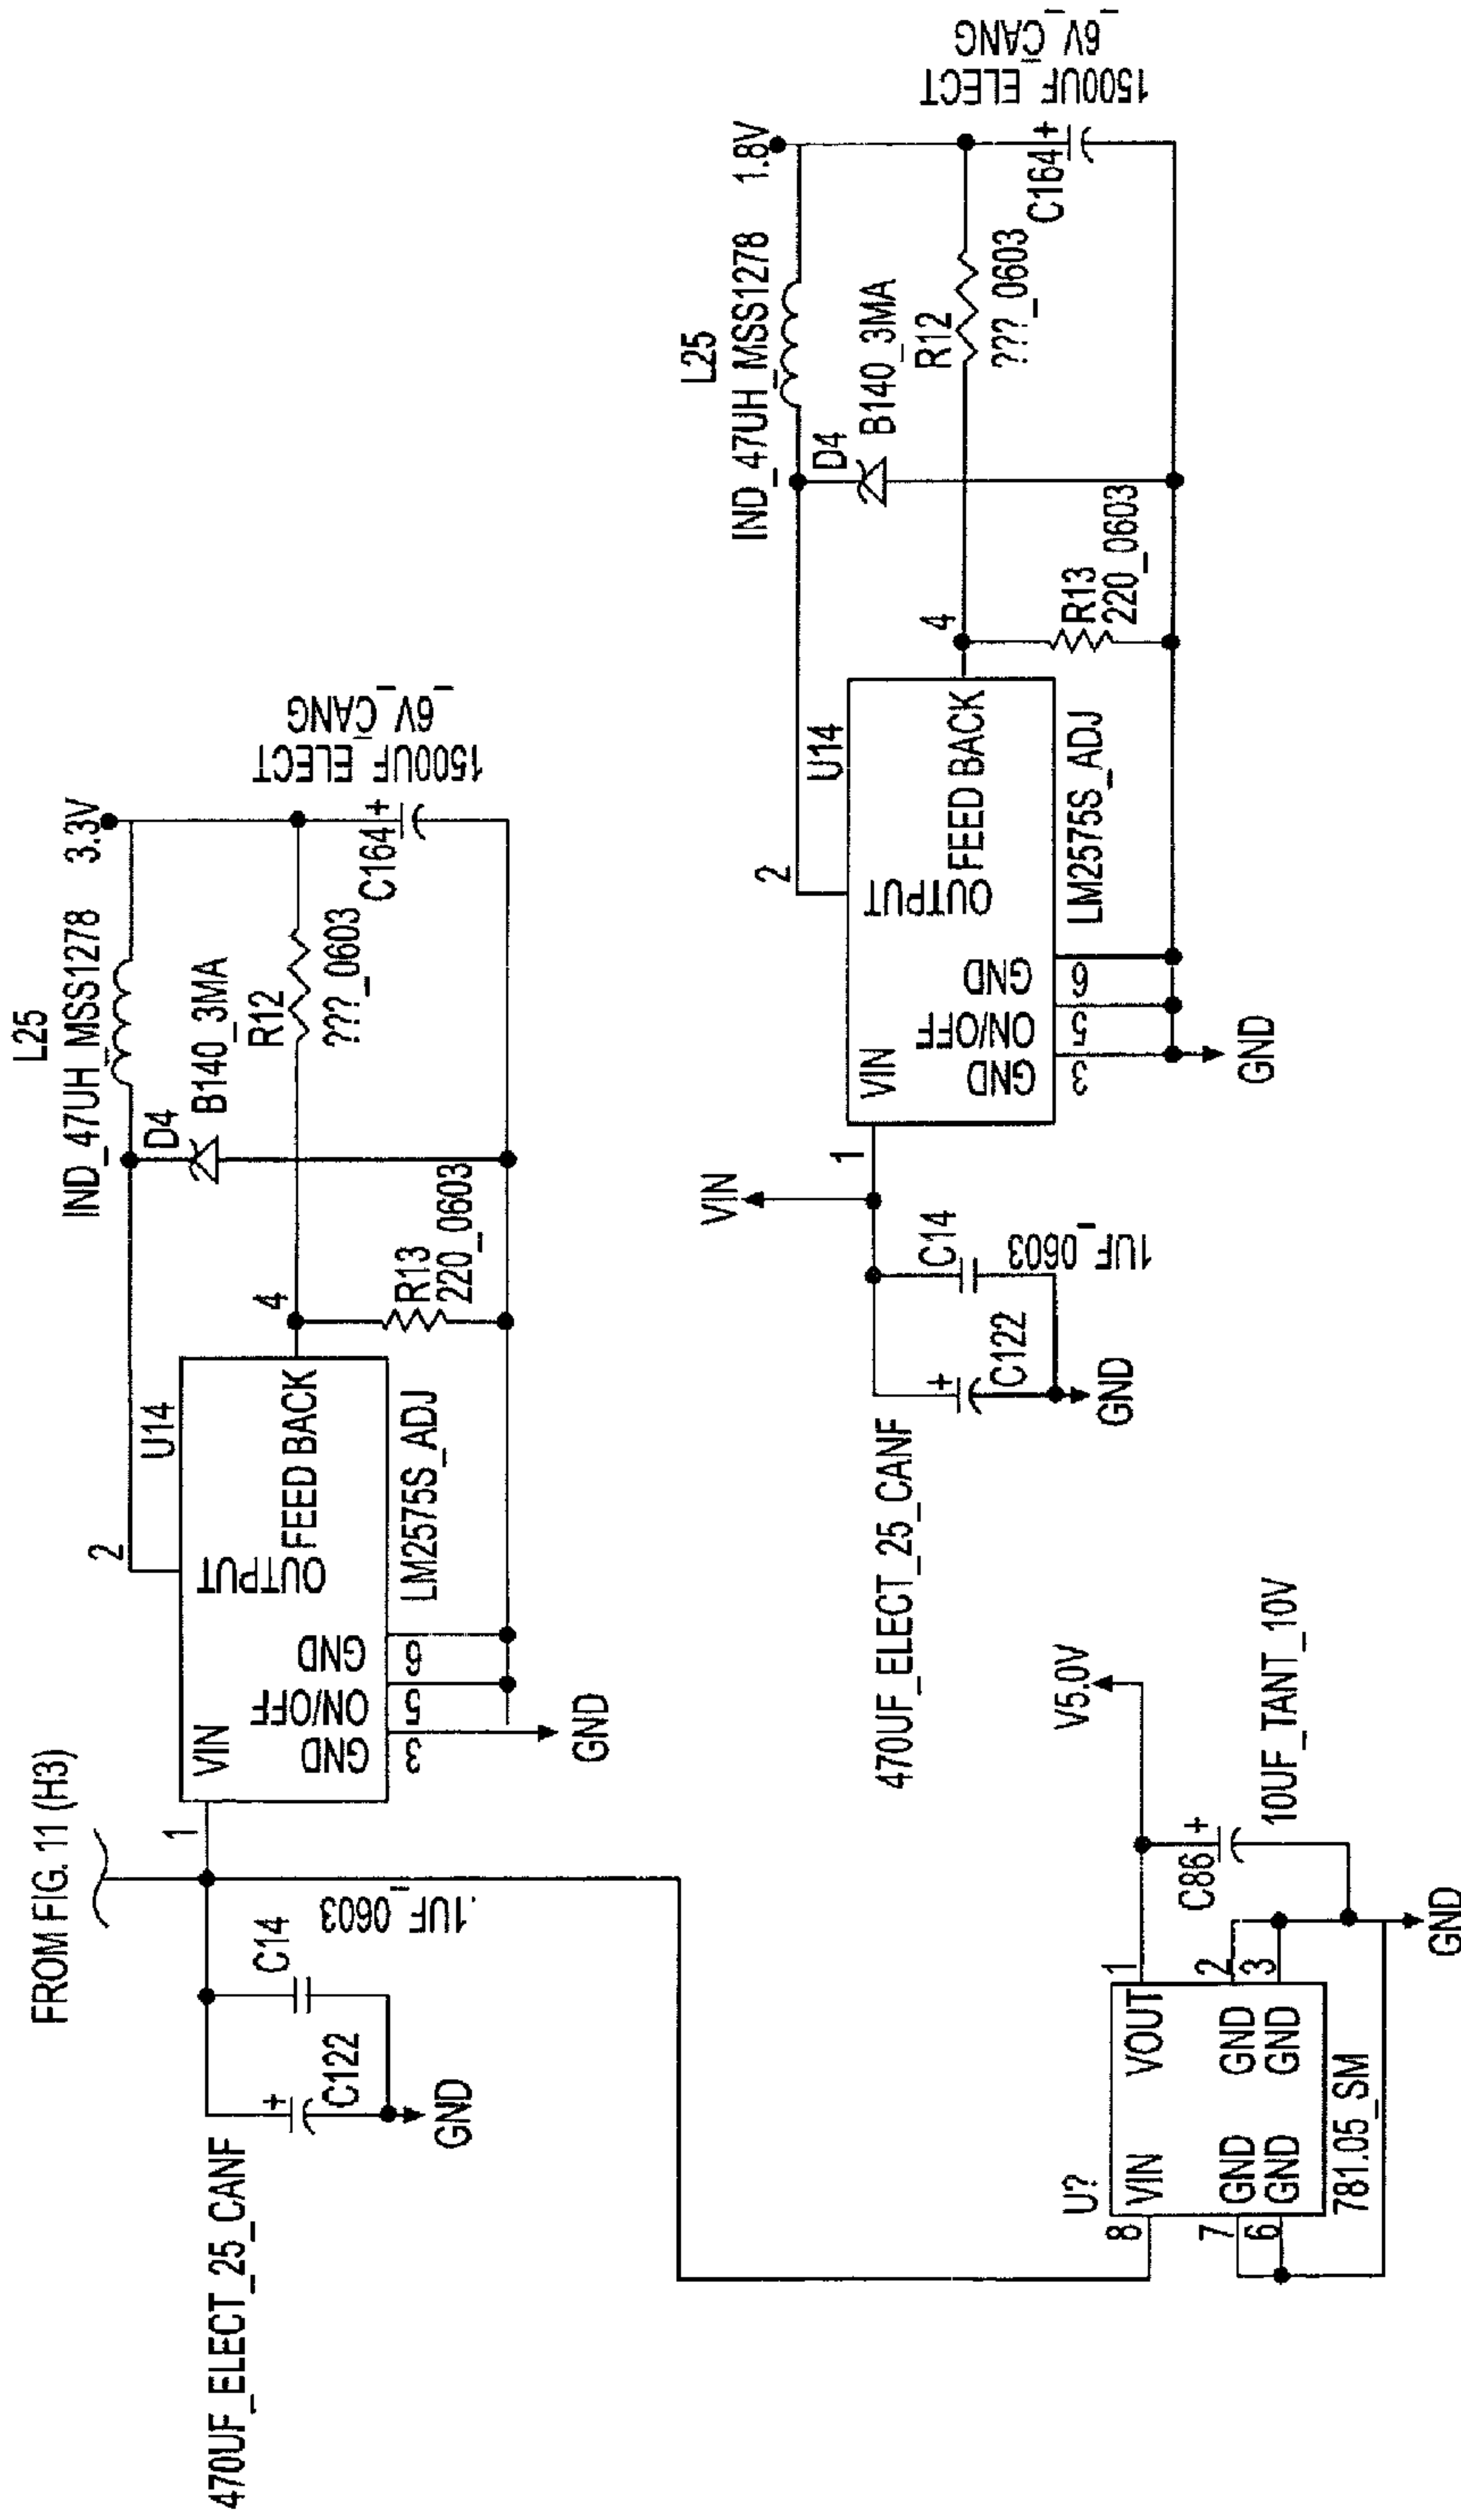 FROM FIG. 11 (H3)
470UF_ELECT_25_CANF
C122
C14
.1UF_0603
GND
1
U14
VIN
OUTPUT
FEED BACK
GND
ON/OFF
GND
3
5
6
LM2575S_ADJ
GND
2
4
R13
220_0603
L25
IND_47UH_MSS1278
D4
B140_3MA
R12
???_0603
3.3V
C164
+
1500UF_ELECT
_6V_CANG
470UF_ELECT_25_CANF
+
C122
C14
1UF_0603
GND
VIN
1
U14
VIN
OUTPUT
FEED BACK
GND
ON/OFF
GND
3
5
6
LM2575S_ADJ
GND
2
4
R13
220_0603
L25
IND_47UH_MSS1278
D4
B140_3MA
R12
???_0603
1.8V
C164
+
1500UF_ELECT
_6V_CANG
U?
8
7
6
VIN
VOUT
GND
GND
GND
GND
781.05_SM
1
2
3
V5.0V
C86
+
10UF_TANT_10V
GND